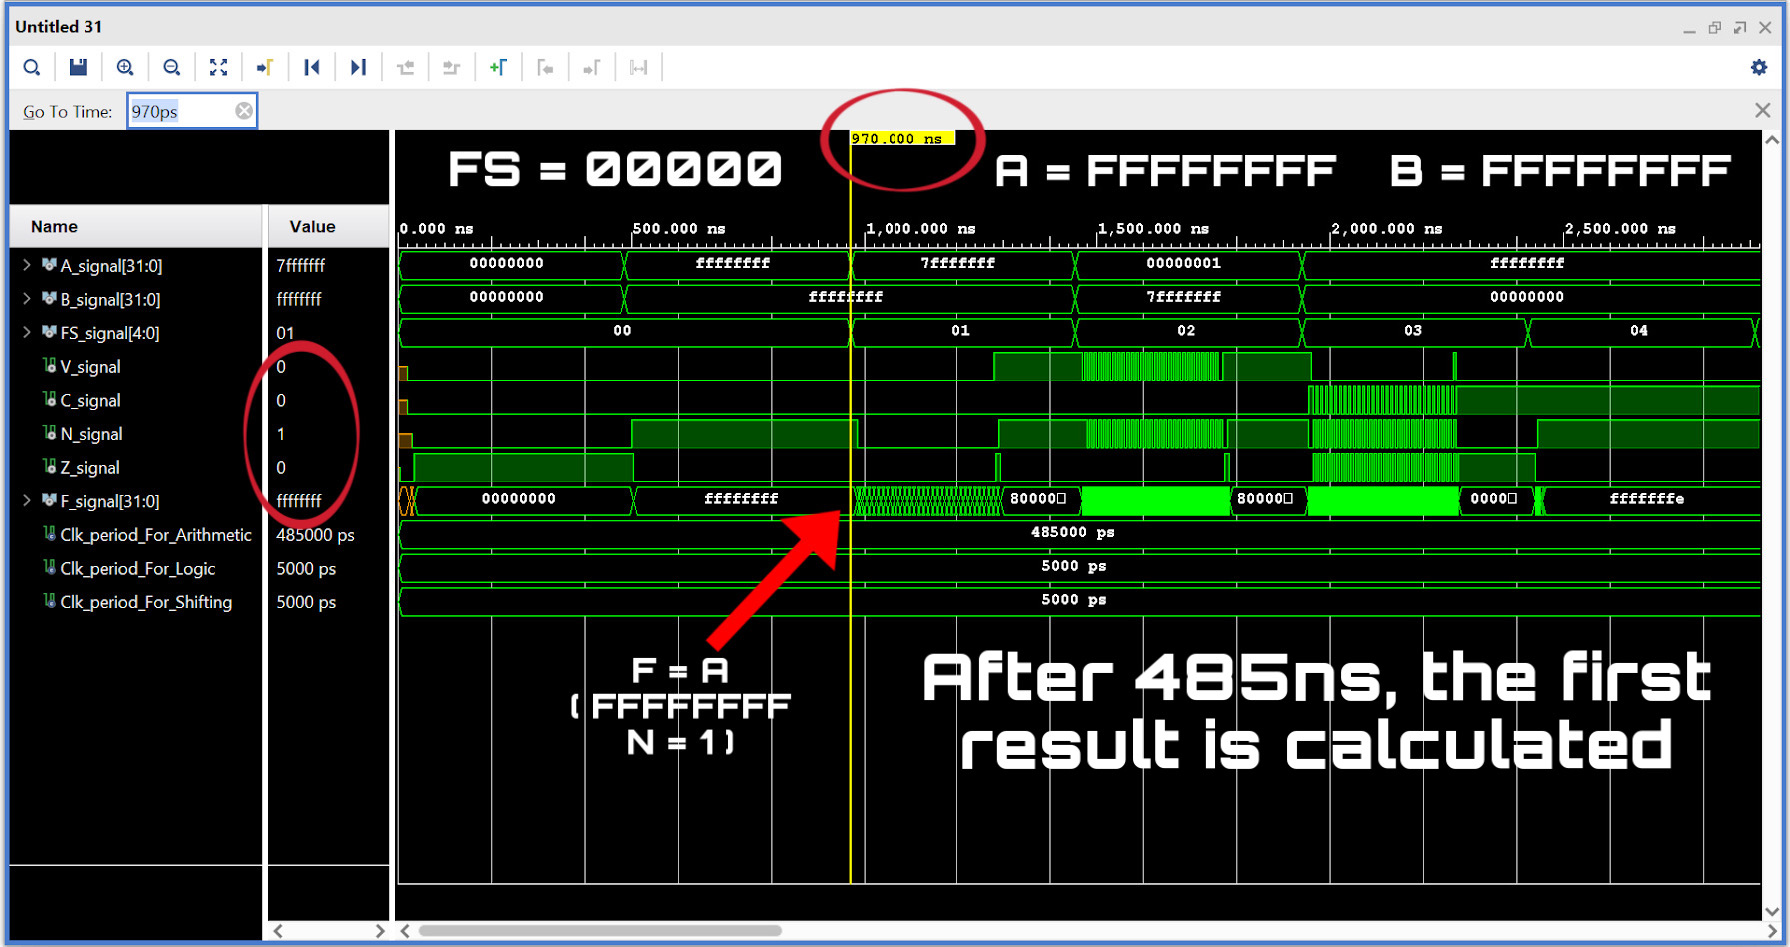 Untitled 31
Go To Time: 970ps
970.000 ns
FS = 00000 A = FFFFFFFF B = FFFFFFFF
Name Value
0.000 ns 500.000 ns 1,000.000 ns 1,500.000 ns 2,000.000 ns 2,500.000 ns
A_signal[31:0] 7fffffff 00000000 ffffffff 7fffffff 00000001 ffffffff
B_signal[31:0] ffffffff 00000000 ffffffff 7fffffff 00000000
FS_signal[4:0] 01 00 01 02 03 04
V_signal 0
C_signal 0
N_signal 1
Z_signal 0
F_signal[31:0] ffffffff 00000000 ffffffff 80000□ 80000□ 0000□ fffffffe
Clk_period_For_Arithmetic 485000 ps 485000 ps
Clk_period_For_Logic 5000 ps 5000 ps
Clk_period_For_Shifting 5000 ps 5000 ps
F = A
( FFFFFFFF
N = 1 )
After 485ns, the first
result is calculated